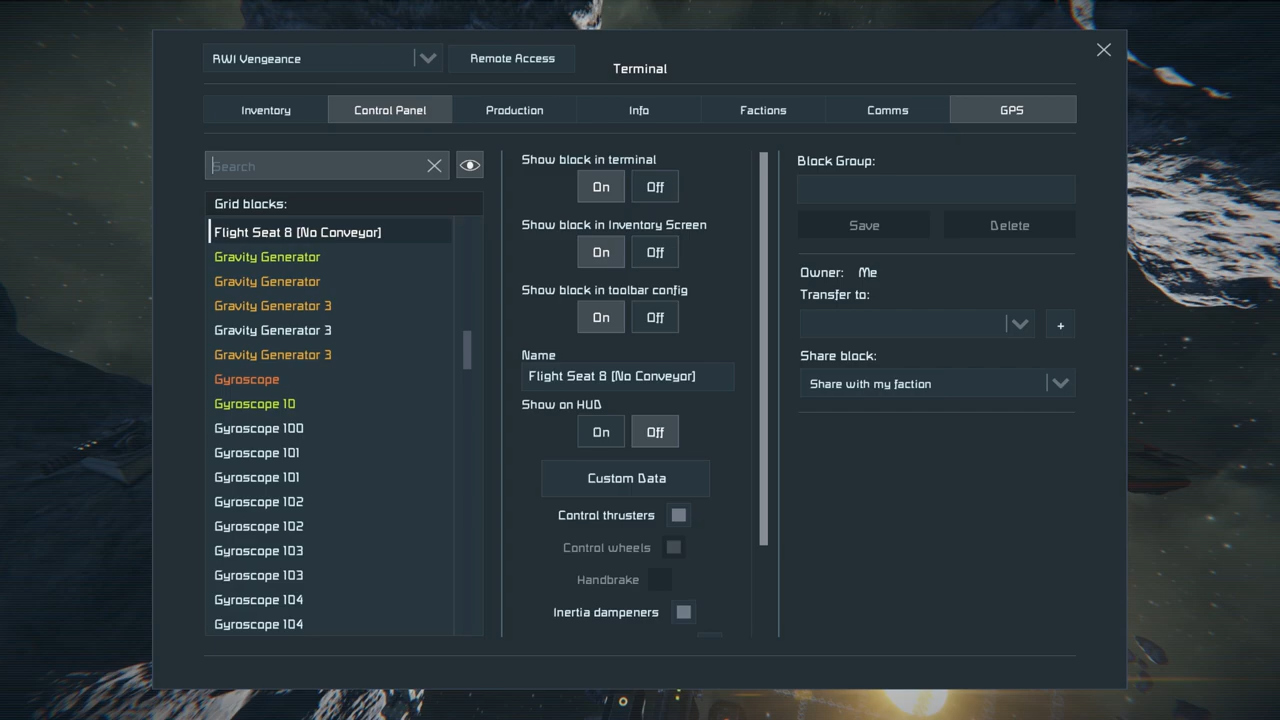 RWI Vengeance
Remote Access
Terminal
Inventory
Control Panel
Production
Info
Factions
Comms
GPS
Search
Grid blocks:
Flight Seat 8 [No Conveyor]
Gravity Generator
Gravity Generator
Gravity Generator 3
Gravity Generator 3
Gravity Generator 3
Gyroscope
Gyroscope 10
Gyroscope 100
Gyroscope 101
Gyroscope 101
Gyroscope 102
Gyroscope 102
Gyroscope 103
Gyroscope 103
Gyroscope 104
Gyroscope 104
Show block in terminal
On Off
Show block in Inventory Screen
On Off
Show block in toolbar config
On Off
Name
Flight Seat 8 [No Conveyor]
Show on HUD
On Off
Custom Data
Control thrusters
Control wheels
Handbrake
Inertia dampeners
Block Group:
Save Delete
Owner: Me
Transfer to:
+
Share block:
Share with my faction